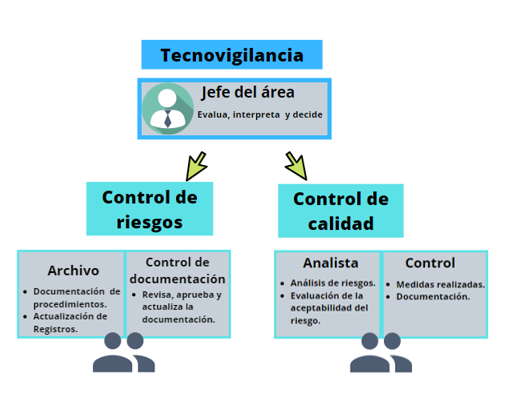 Tecnovigilancia
Jefe del área
Evalua, interpreta y decide
Control de
riesgos
Control de
calidad
Archivo
• Documentación de
procedimientos.
• Actualización de
Registros.
Control de
documentación
• Revisa, aprueba y
actualiza la
documentación.
Analista
• Análisis de riesgos.
• Evaluación de la
aceptabilidad del
riesgo.
Control
• Medidas realizadas.
• Documentación.